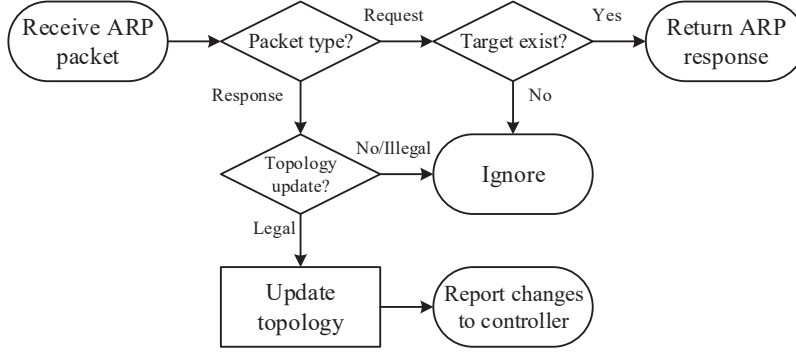 Receive ARP
packet
Packet type?
Request
Target exist?
Yes
Return ARP
response
Response
No
Topology
update?
No/Illegal
Ignore
Legal
Update
topology
Report changes
to controller